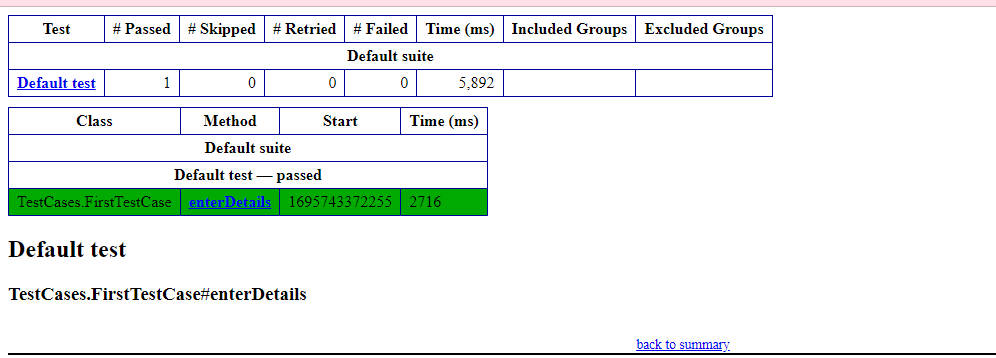 Test # Passed # Skipped # Retried # Failed Time (ms) Included Groups Excluded Groups
Default suite
Default test 1 0 0 0 5,892
Class Method Start Time (ms)
Default suite
Default test — passed
TestCases.FirstTestCase enterDetails 1695743372255 2716
Default test
TestCases.FirstTestCase#enterDetails
back to summary